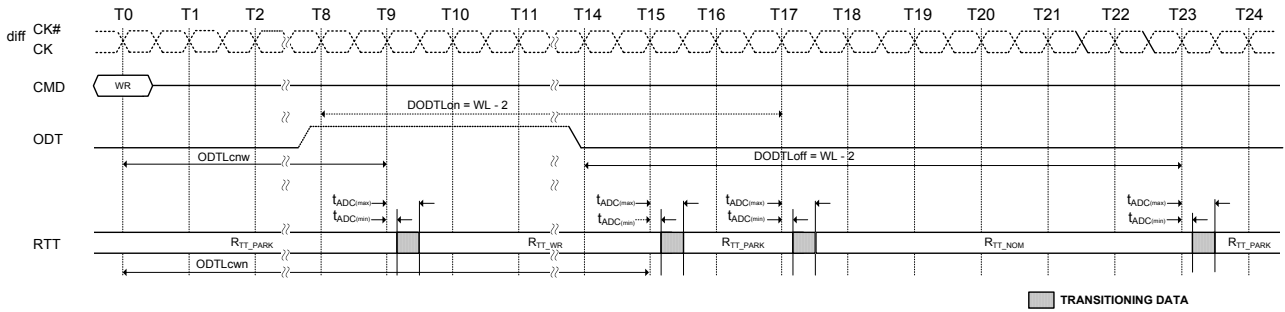 T0 T1 T2 T8 T9 T10 T11 T14 T15 T16 T17 T18 T19 T20 T21 T22 T23 T24
diff CK#
CK
CMD WR
DODTLon = WL - 2
ODT
ODTLcnw DODTLoff = WL - 2
tADC(max) tADC(max) tADC(max) tADC(max)
tADC(min) tADC(min) tADC(min) tADC(min)
RTT RTT_PARK RTT_WR RTT_PARK RTT_NOM RTT_PARK
ODTLcwn
TRANSITIONING DATA